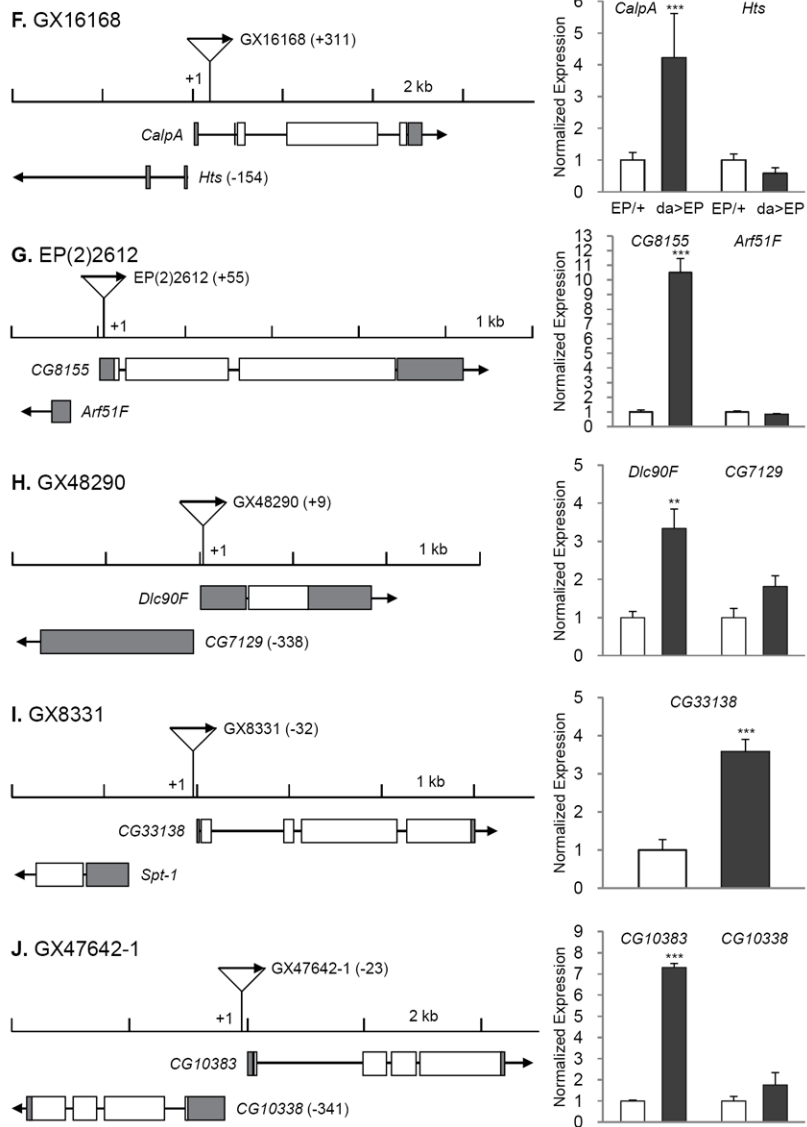 F. GX16168
GX16168 (+311)
+1
2 kb
CalpA
Hts (-154)
Normalized Expression
6
5
4
3
2
1
0
CalpA
***
Hts
EP/+ da>EP EP/+ da>EP
G. EP(2)2612
EP(2)2612 (+55)
+1
1 kb
CG8155
Arf51F
Normalized Expression
13
12
11
10
9
8
7
6
5
4
3
2
1
0
CG8155
***
Arf51F
H. GX48290
GX48290 (+9)
+1
1 kb
Dlc90F
CG7129 (-338)
Normalized Expression
5
4
3
2
1
0
Dlc90F
**
CG7129
I. GX8331
GX8331 (-32)
+1
1 kb
CG33138
Spt-1
Normalized Expression
5
4
3
2
1
0
CG33138
***
J. GX47642-1
GX47642-1 (-23)
+1
2 kb
CG10383
CG10338 (-341)
Normalized Expression
9
8
7
6
5
4
3
2
1
0
CG10383
***
CG10338